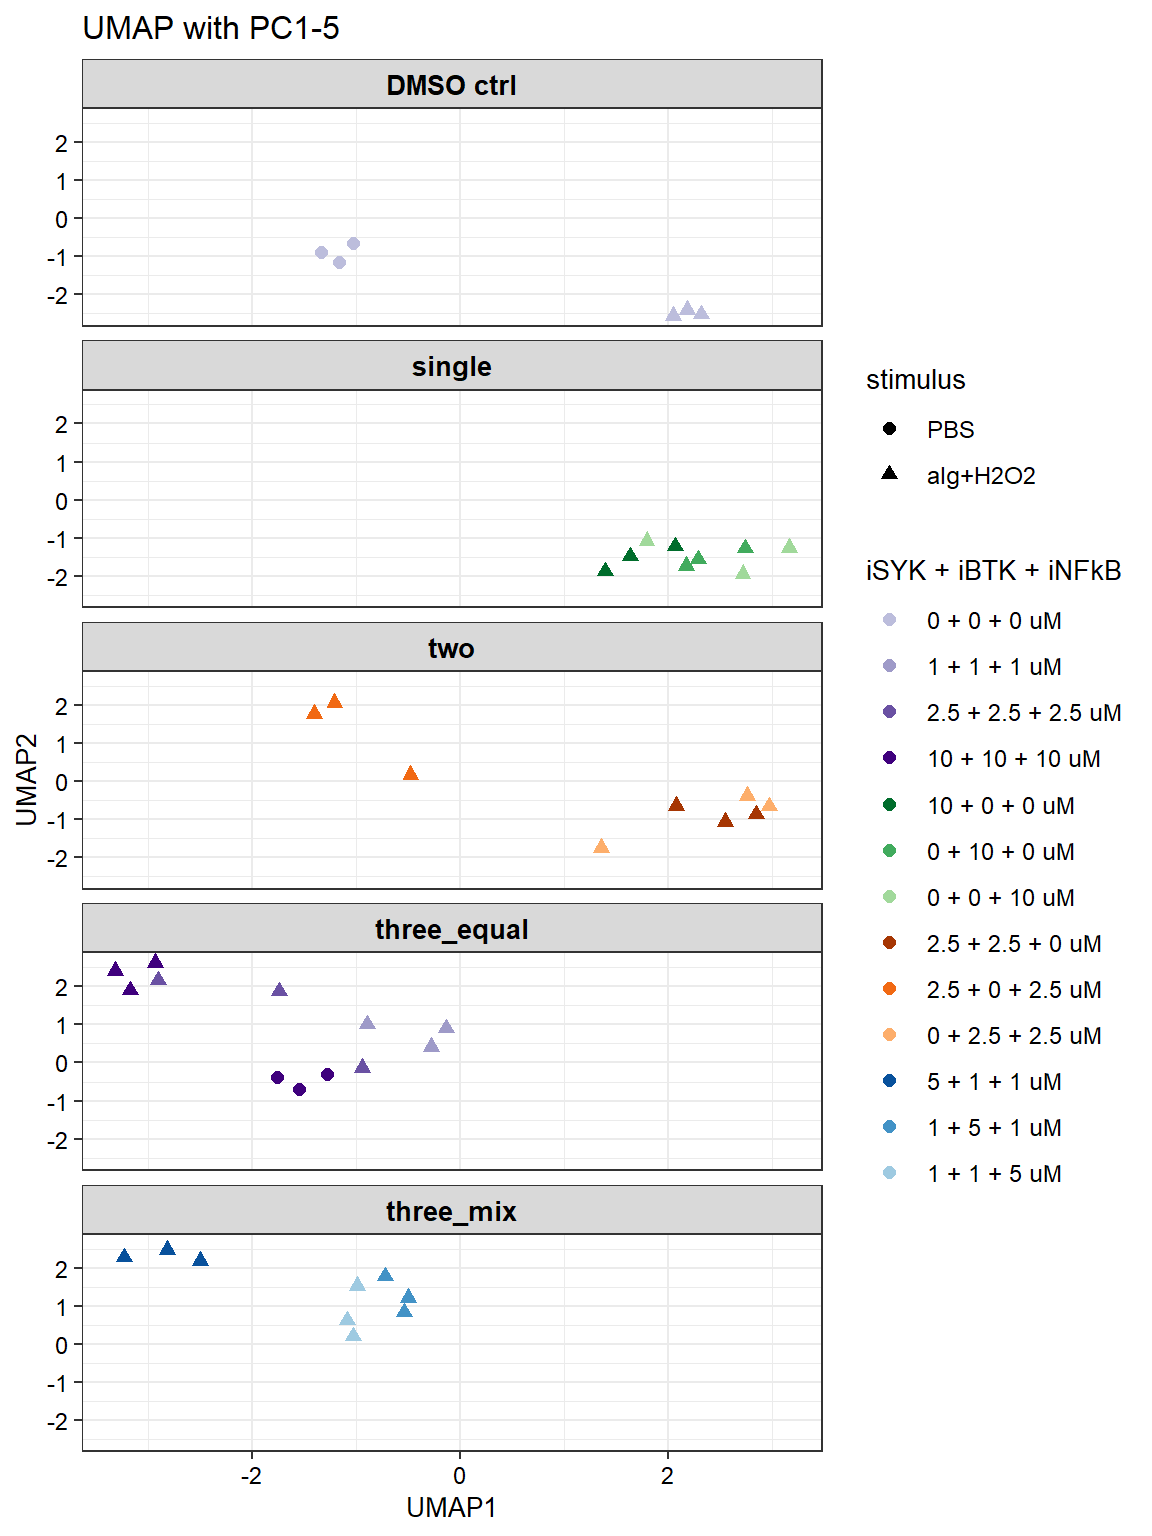 UMAP with PC1-5
DMSO ctrl
2
1
0
-1
-2
single
2
1
0
-1
-2
two
2
1
0
-1
-2
three_equal
2
1
0
-1
-2
three_mix
2
1
0
-1
-2
-2 0 2
UMAP1
UMAP2
stimulus
PBS
alg+H2O2
iSYK + iBTK + iNFkB
0 + 0 + 0 uM
1 + 1 + 1 uM
2.5 + 2.5 + 2.5 uM
10 + 10 + 10 uM
10 + 0 + 0 uM
0 + 10 + 0 uM
0 + 0 + 10 uM
2.5 + 2.5 + 0 uM
2.5 + 0 + 2.5 uM
0 + 2.5 + 2.5 uM
5 + 1 + 1 uM
1 + 5 + 1 uM
1 + 1 + 5 uM